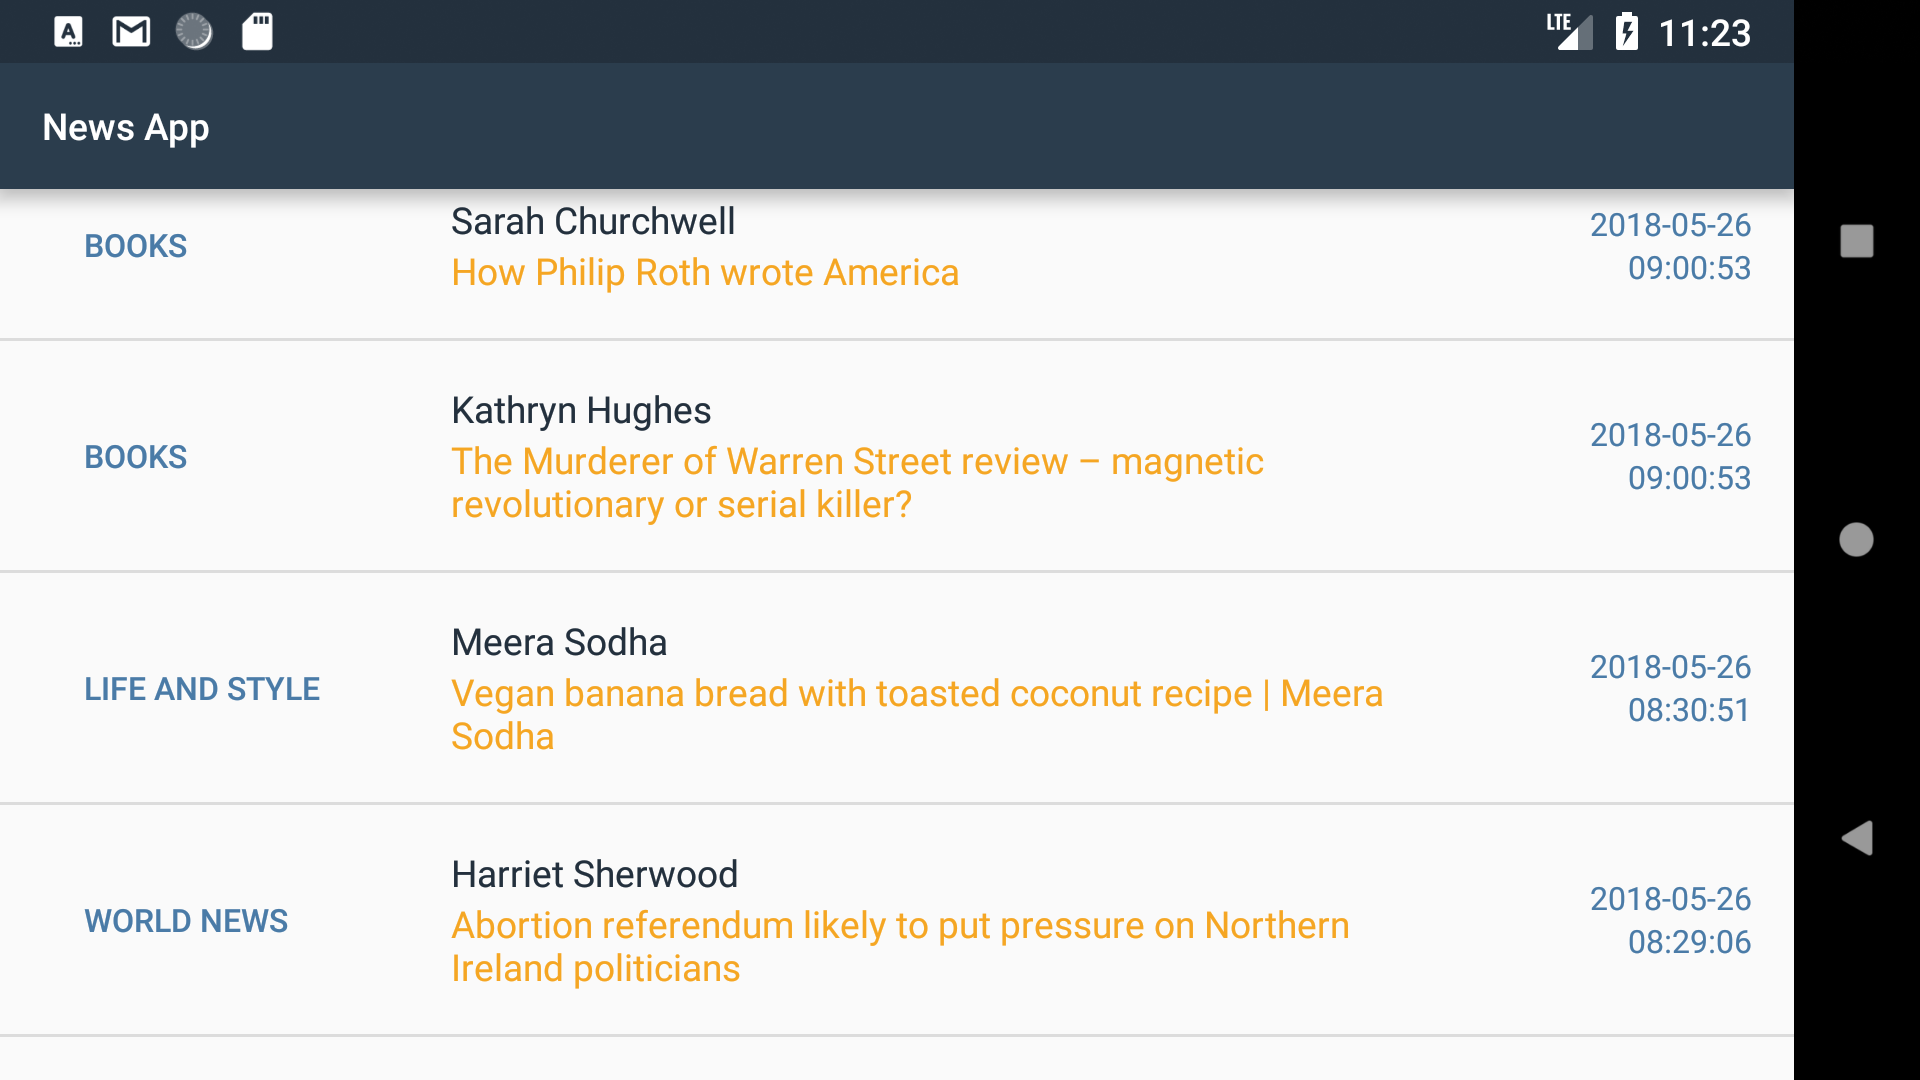 LTE 11:23
News App
BOOKS
Sarah Churchwell
How Philip Roth wrote America
2018-05-26
09:00:53
BOOKS
Kathryn Hughes
The Murderer of Warren Street review – magnetic
revolutionary or serial killer?
2018-05-26
09:00:53
LIFE AND STYLE
Meera Sodha
Vegan banana bread with toasted coconut recipe | Meera
Sodha
2018-05-26
08:30:51
WORLD NEWS
Harriet Sherwood
Abortion referendum likely to put pressure on Northern
Ireland politicians
2018-05-26
08:29:06